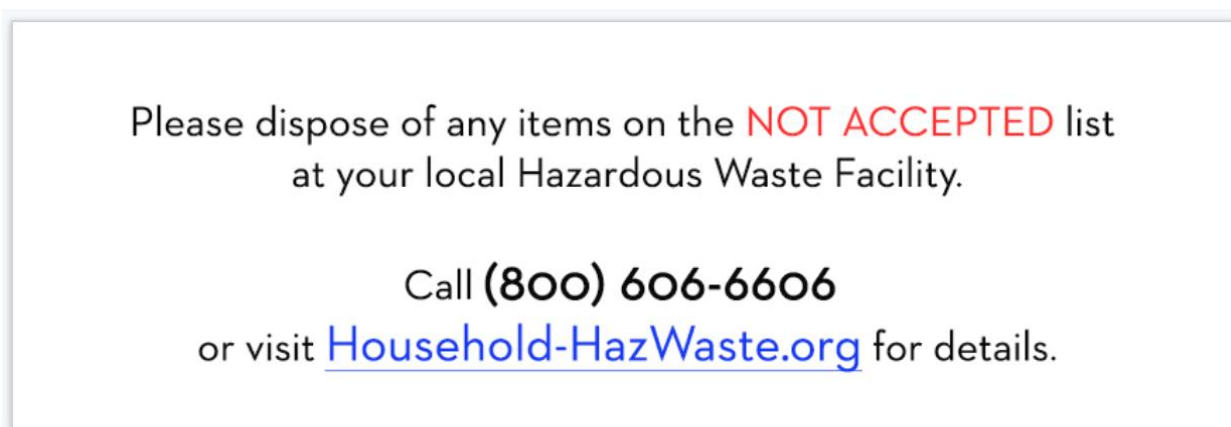 Please dispose of any items on the NOT ACCEPTED list
at your local Hazardous Waste Facility.
Call (800) 606-6606
or visit Household-HazWaste.org for details.